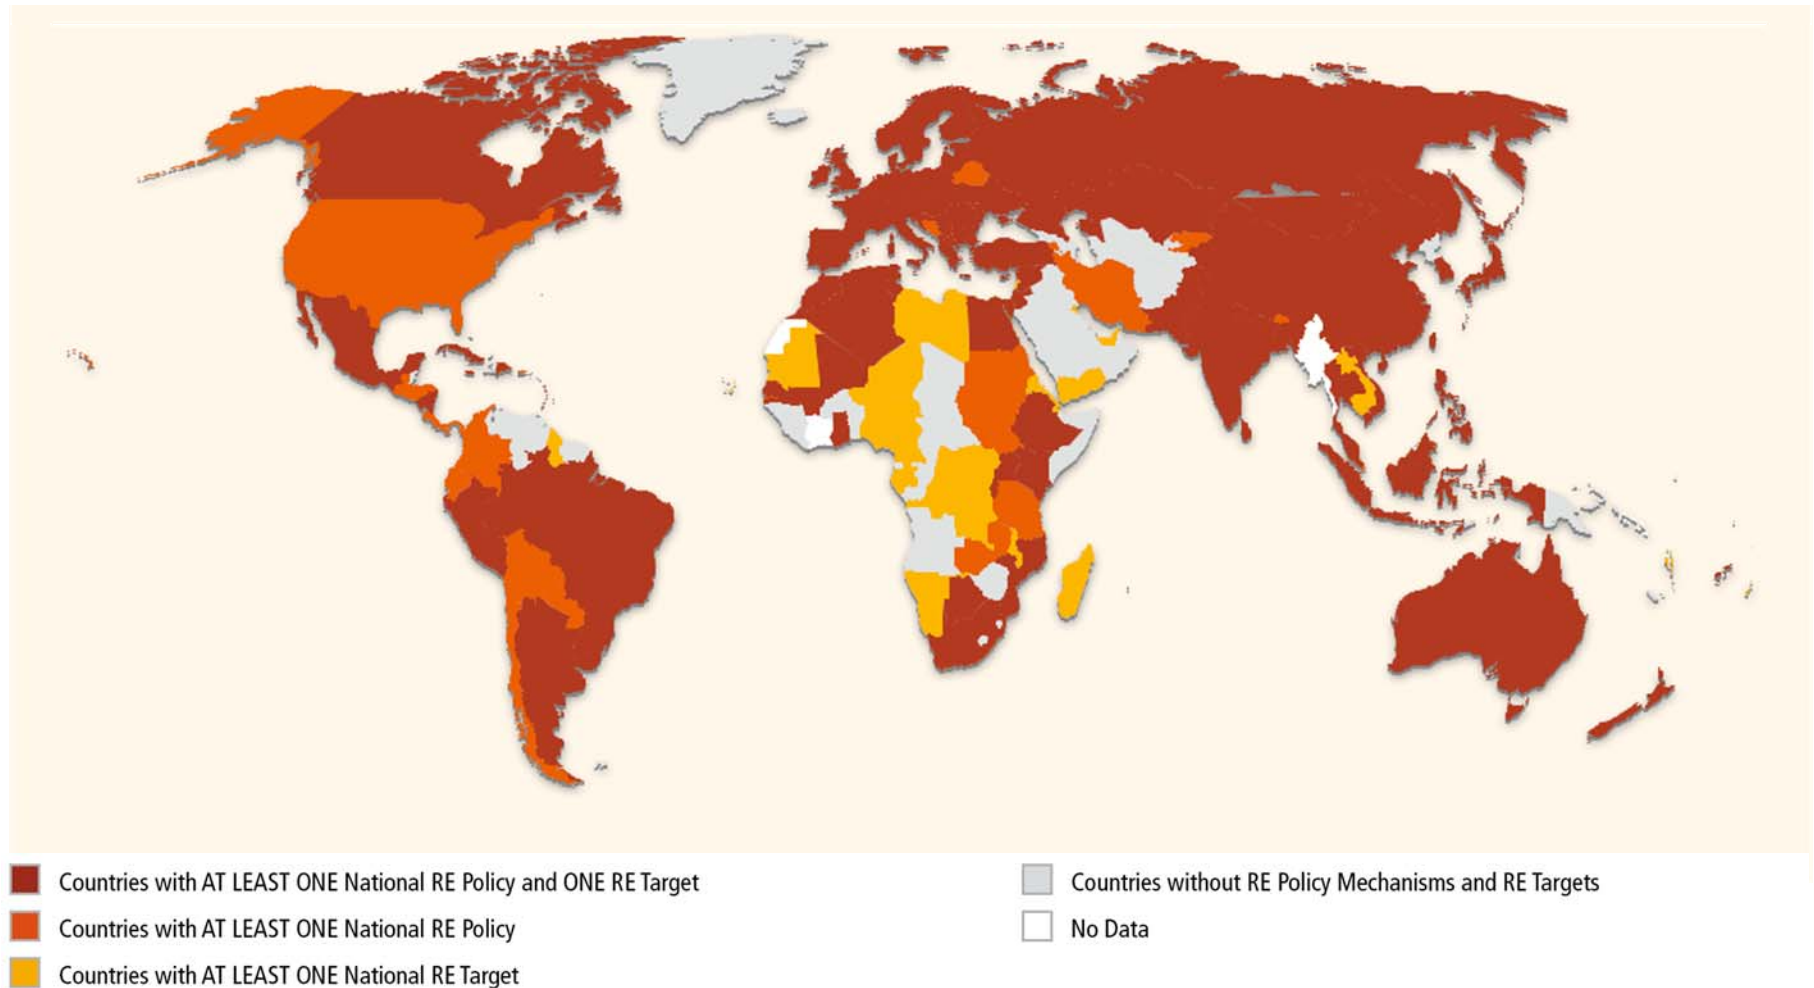 Countries with AT LEAST ONE National RE Policy and ONE RE Target
Countries with AT LEAST ONE National RE Policy
Countries with AT LEAST ONE National RE Target
Countries without RE Policy Mechanisms and RE Targets
No Data